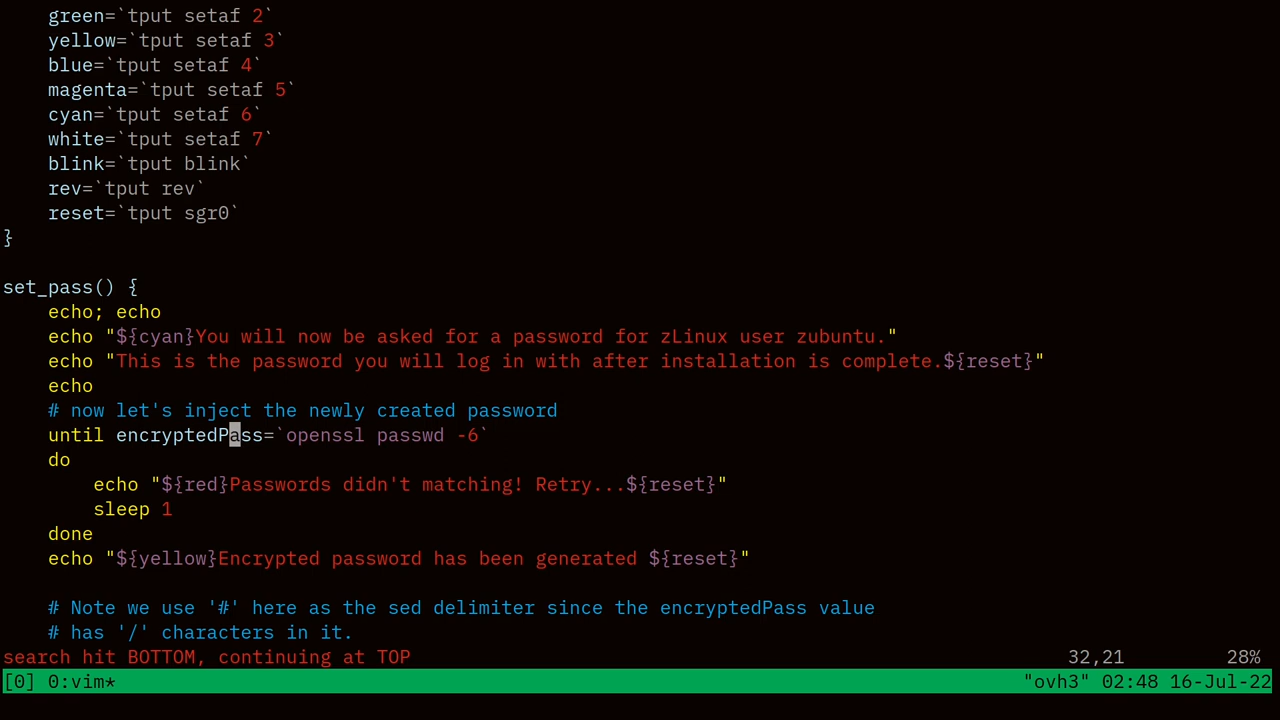 green=`tput setaf 2`
    yellow=`tput setaf 3`
    blue=`tput setaf 4`
    magenta=`tput setaf 5`
    cyan=`tput setaf 6`
    white=`tput setaf 7`
    blink=`tput blink`
    rev=`tput rev`
    reset=`tput sgr0`
}

set_pass() {
    echo; echo
    echo "${cyan}You will now be asked for a password for zLinux user zubuntu."
    echo "This is the password you will log in with after installation is complete.${reset}"
    echo
    # now let's inject the newly created password
    until encryptedPass=`openssl passwd -6`
    do
        echo "${red}Passwords didn't matching! Retry...${reset}"
        sleep 1
    done
    echo "${yellow}Encrypted password has been generated ${reset}"

    # Note we use '#' here as the sed delimiter since the encryptedPass value
    # has '/' characters in it.
search hit BOTTOM, continuing at TOP 32,21 28%
[0] 0:vim* "ovh3" 02:48 16-Jul-22